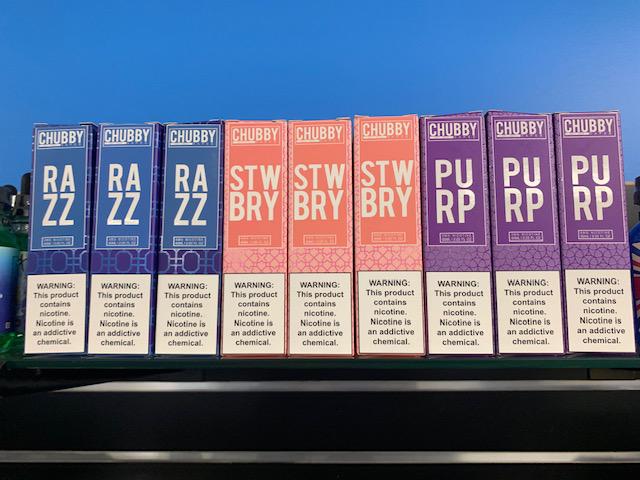 CHUBBY
RA
ZZ
WARNING:
This product
contains
nicotine.
Nicotine is
an addictive
chemical.
CHUBBY
RA
ZZ
WARNING:
This product
contains
nicotine.
Nicotine is
an addictive
chemical.
CHUBBY
RA
ZZ
WARNING:
This product
contains
nicotine.
Nicotine is
an addictive
chemical.
CHUBBY
STW
BRY
WARNING:
This product
contains
nicotine.
Nicotine is
an addictive
chemical.
CHUBBY
STW
BRY
WARNING:
This product
contains
nicotine.
Nicotine is
an addictive
chemical.
CHUBBY
STW
BRY
WARNING:
This product
contains
nicotine.
Nicotine is
an addictive
chemical.
CHUBBY
PU
RP
WARNING:
This product
contains
nicotine.
Nicotine is
an addictive
chemical.
CHUBBY
PU
RP
WARNING:
This product
contains
nicotine.
Nicotine is
an addictive
chemical.
CHUBBY
PU
RP
WARNING:
This product
contains
nicotine.
Nicotine is
an addictive
chemical.